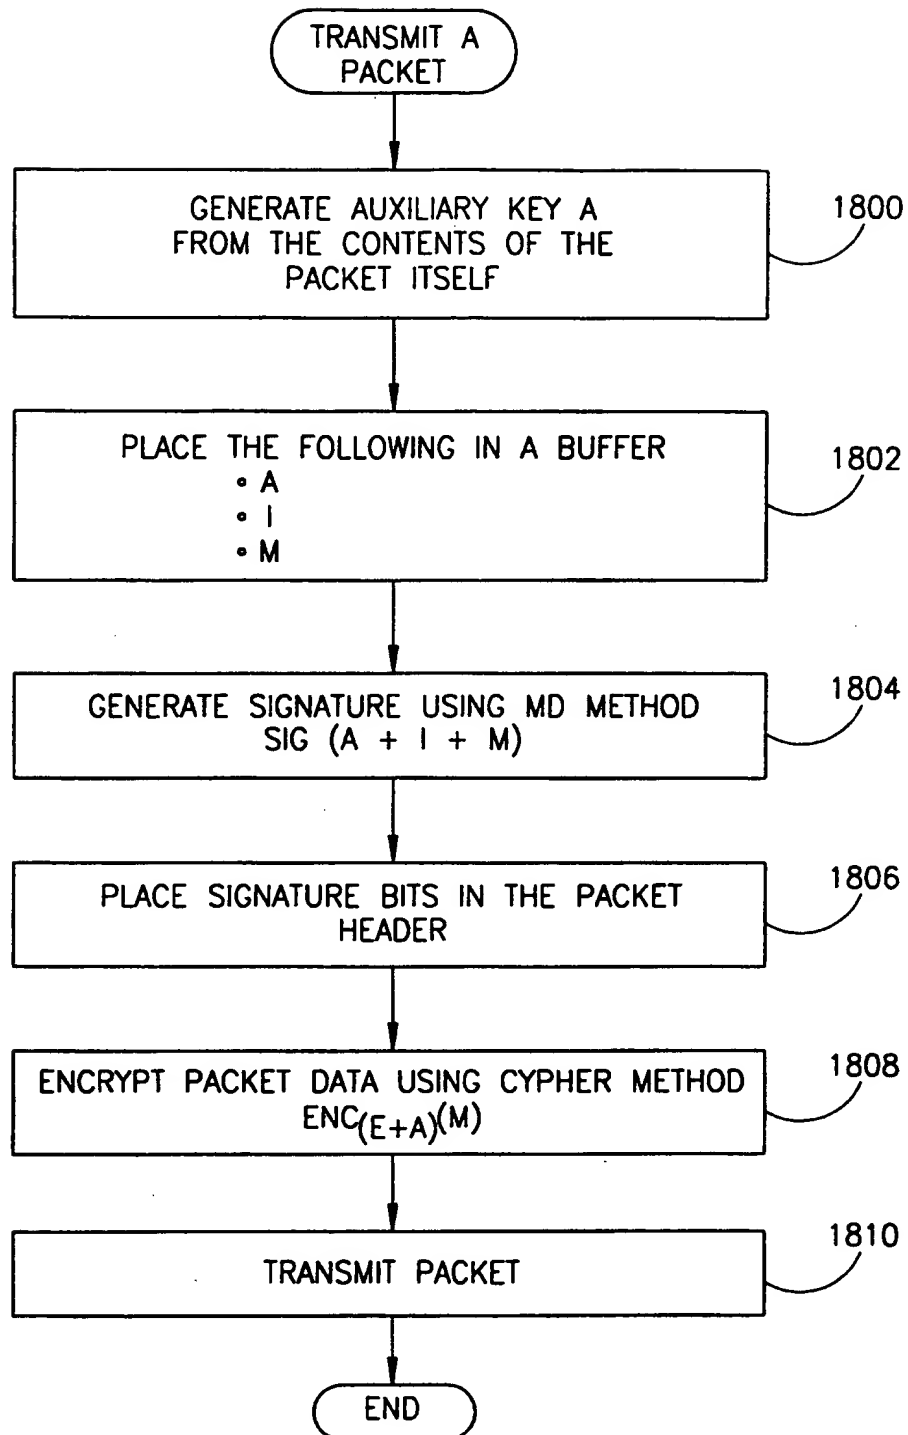 TRANSMIT A
PACKET
GENERATE AUXILIARY KEY A
FROM THE CONTENTS OF THE
PACKET ITSELF
1800
PLACE THE FOLLOWING IN A BUFFER
• A
• I
• M
1802
GENERATE SIGNATURE USING MD METHOD
SIG (A + I + M)
1804
PLACE SIGNATURE BITS IN THE PACKET
HEADER
1806
ENCRYPT PACKET DATA USING CYPHER METHOD
ENC(E+A)(M)
1808
TRANSMIT PACKET
1810
END